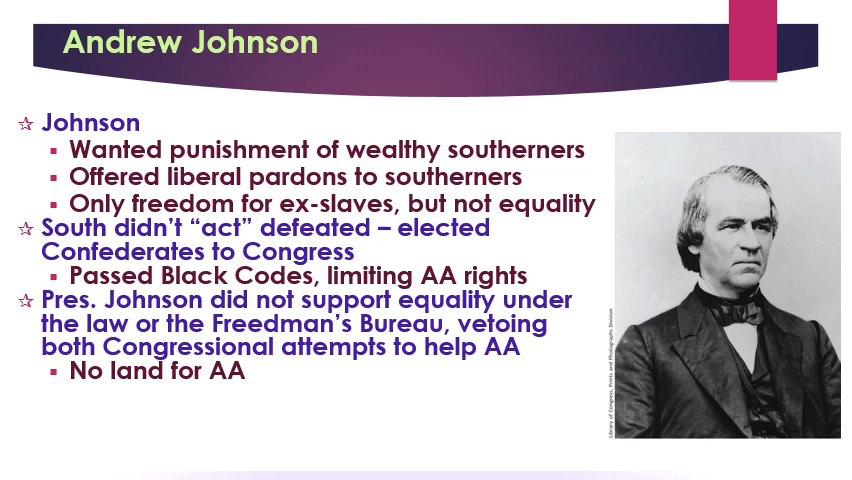 Andrew Johnson
☆ Johnson
▪ Wanted punishment of wealthy southerners
▪ Offered liberal pardons to southerners
▪ Only freedom for ex-slaves, but not equality
☆ South didn’t “act” defeated – elected
Confederates to Congress
▪ Passed Black Codes, limiting AA rights
☆ Pres. Johnson did not support equality under
the law or the Freedman’s Bureau, vetoing
both Congressional attempts to help AA
▪ No land for AA
Library of Congress, Prints and Photographs Division